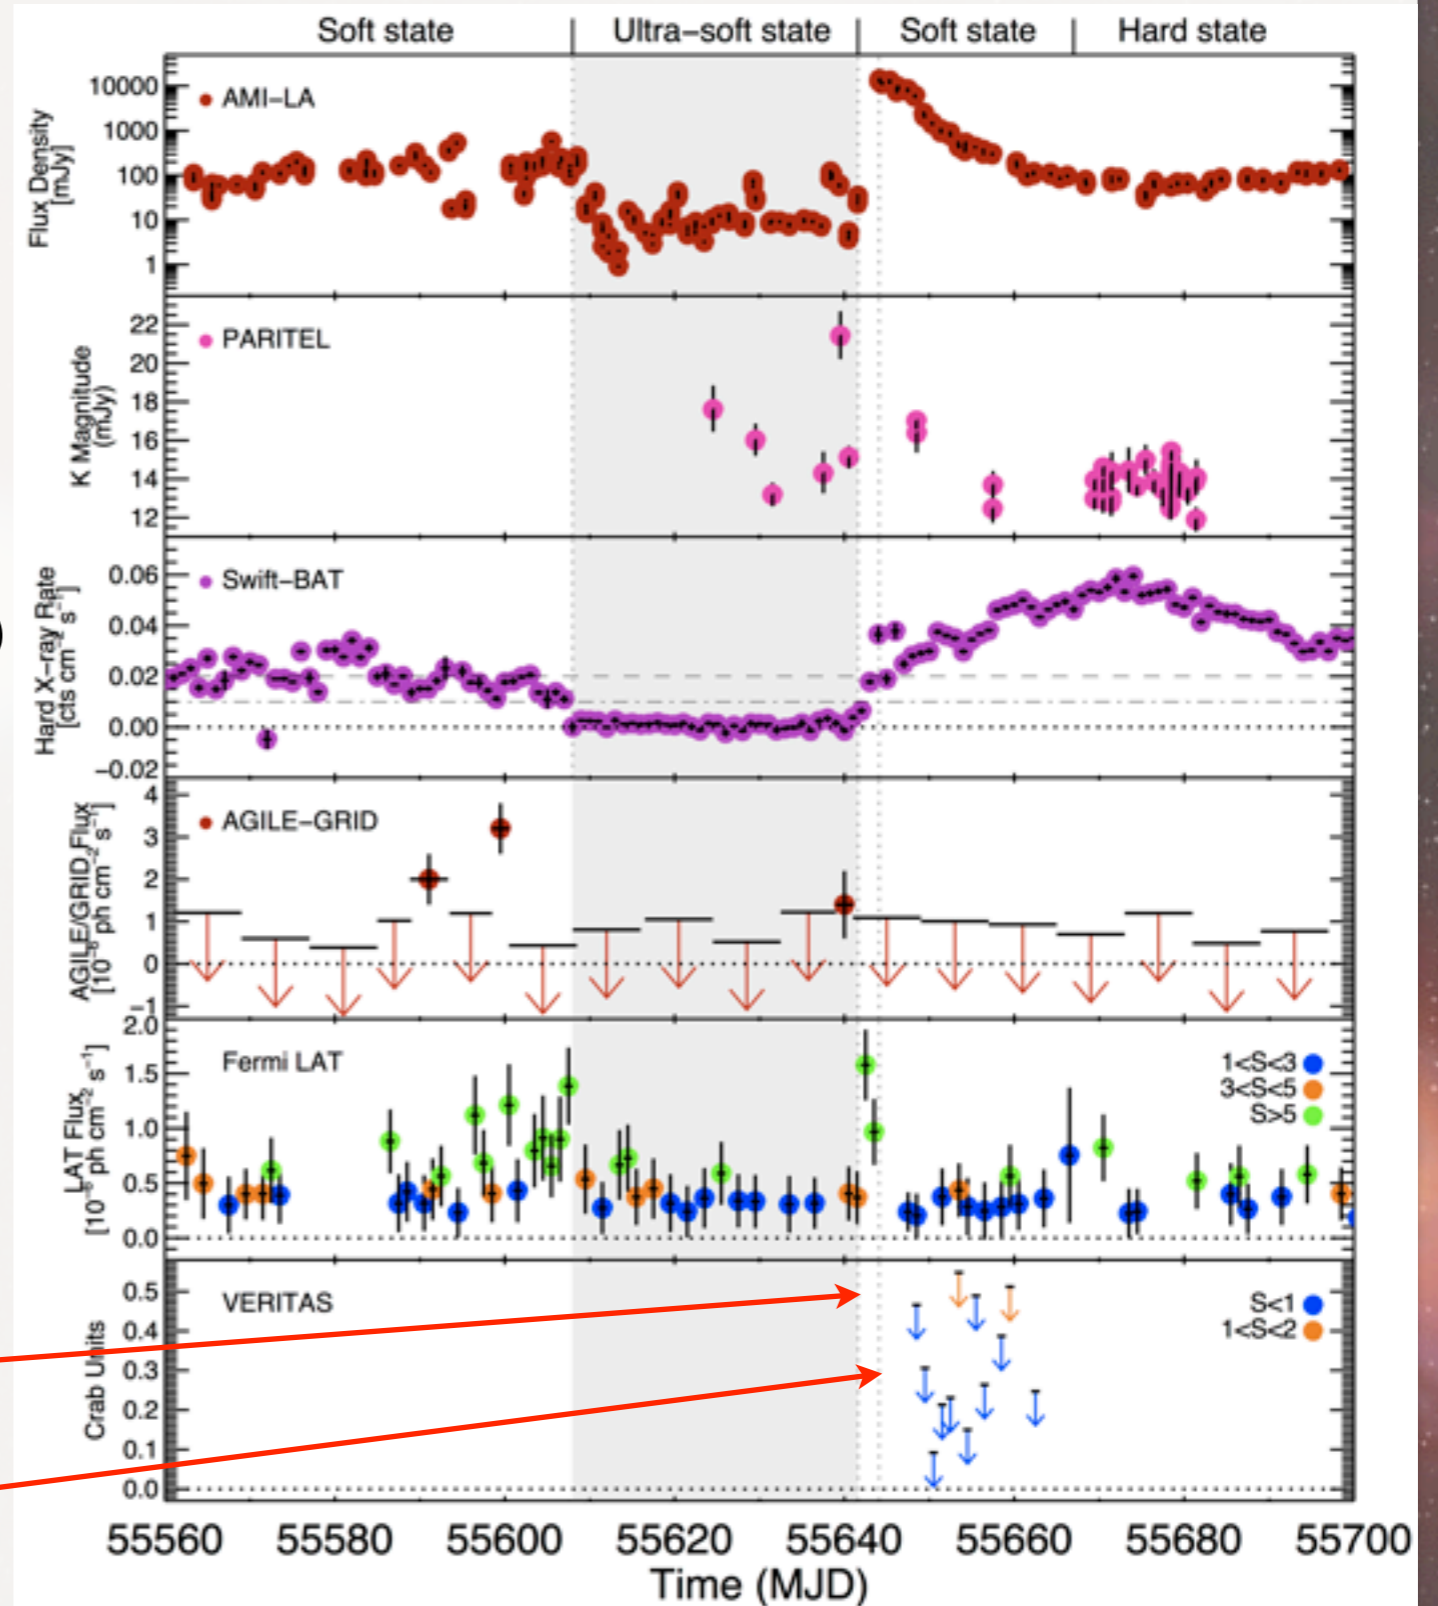 Soft state | Ultra-soft state | Soft state | Hard state
AMI-LA
Flux Density
[mJy]
10000
1000
100
10
1
PARITEL
K Magnitude
(mJy)
22
20
18
16
14
12
Swift-BAT
Hard X-ray Rate
[cts cm⁻² s⁻¹]
0.06
0.04
0.02
0.00
-0.02
AGILE-GRID
AGILE/GRID Flux
[10⁻⁶ ph cm⁻² s⁻¹]
4
3
2
1
0
-1
Fermi LAT
LAT Flux
[10⁻⁶ ph cm⁻² s⁻¹]
2.0
1.5
1.0
0.5
0.0
1<S<3
3<S<5
S>5
VERITAS
Crab Units
0.5
0.4
0.3
0.2
0.1
0.0
S<1
1<S<2
55560 55580 55600 55620 55640 55660 55680 55700
Time (MJD)